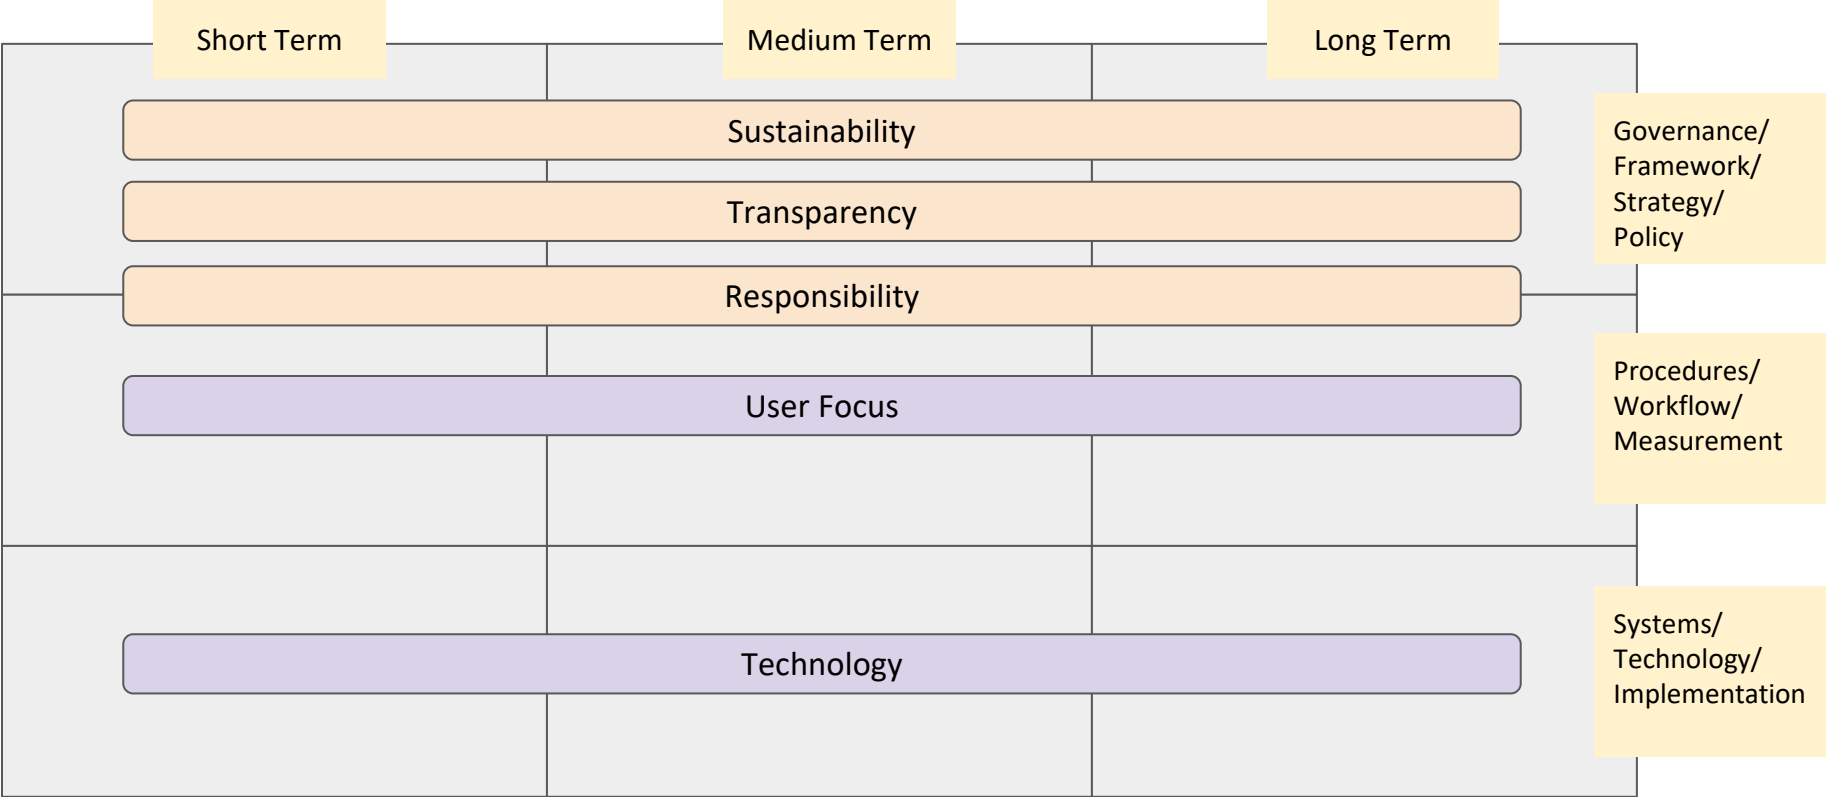 Short Term
Medium Term
Long Term
Sustainability
Transparency
Responsibility
User Focus
Technology
Governance/
Framework/
Strategy/
Policy
Procedures/
Workflow/
Measurement
Systems/
Technology/
Implementation